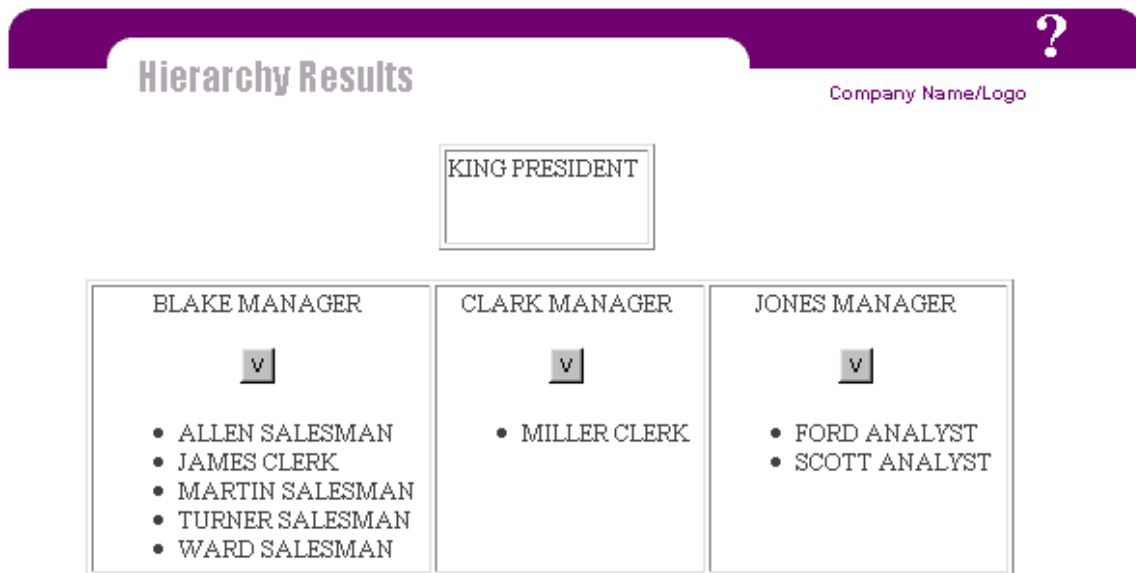 ?
Hierarchy Results
Company Name/Logo
KING PRESIDENT
BLAKE MANAGER
V
• ALLEN SALESMAN
• JAMES CLERK
• MARTIN SALESMAN
• TURNER SALESMAN
• WARD SALESMAN
CLARK MANAGER
V
• MILLER CLERK
JONES MANAGER
V
• FORD ANALYST
• SCOTT ANALYST